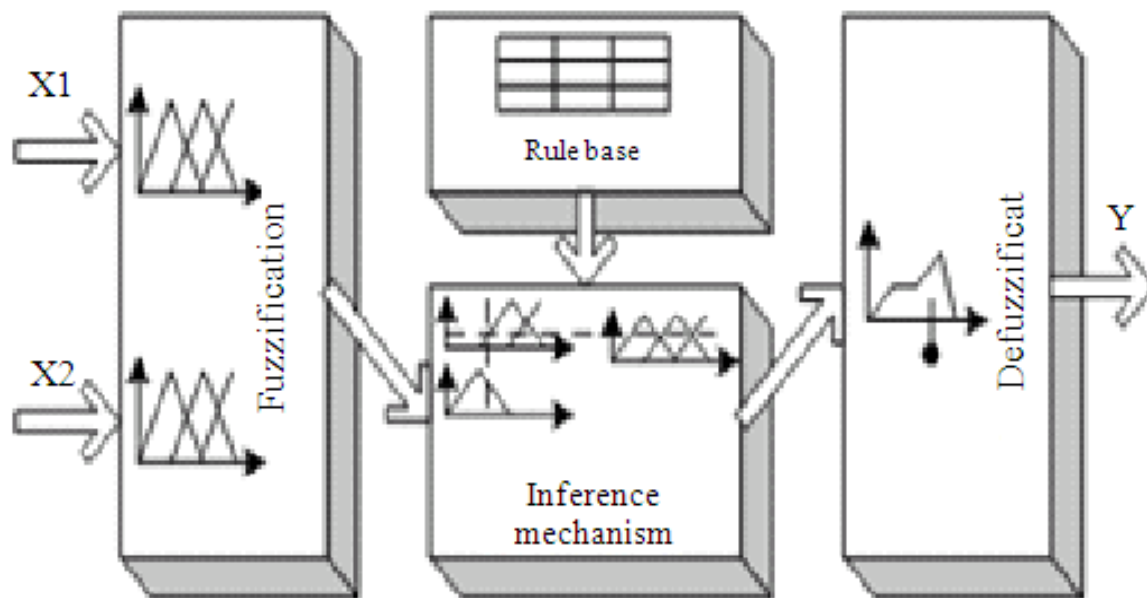 X1
X2
Fuzzification
Rule base
Inference
mechanism
Defuzzificat
Y